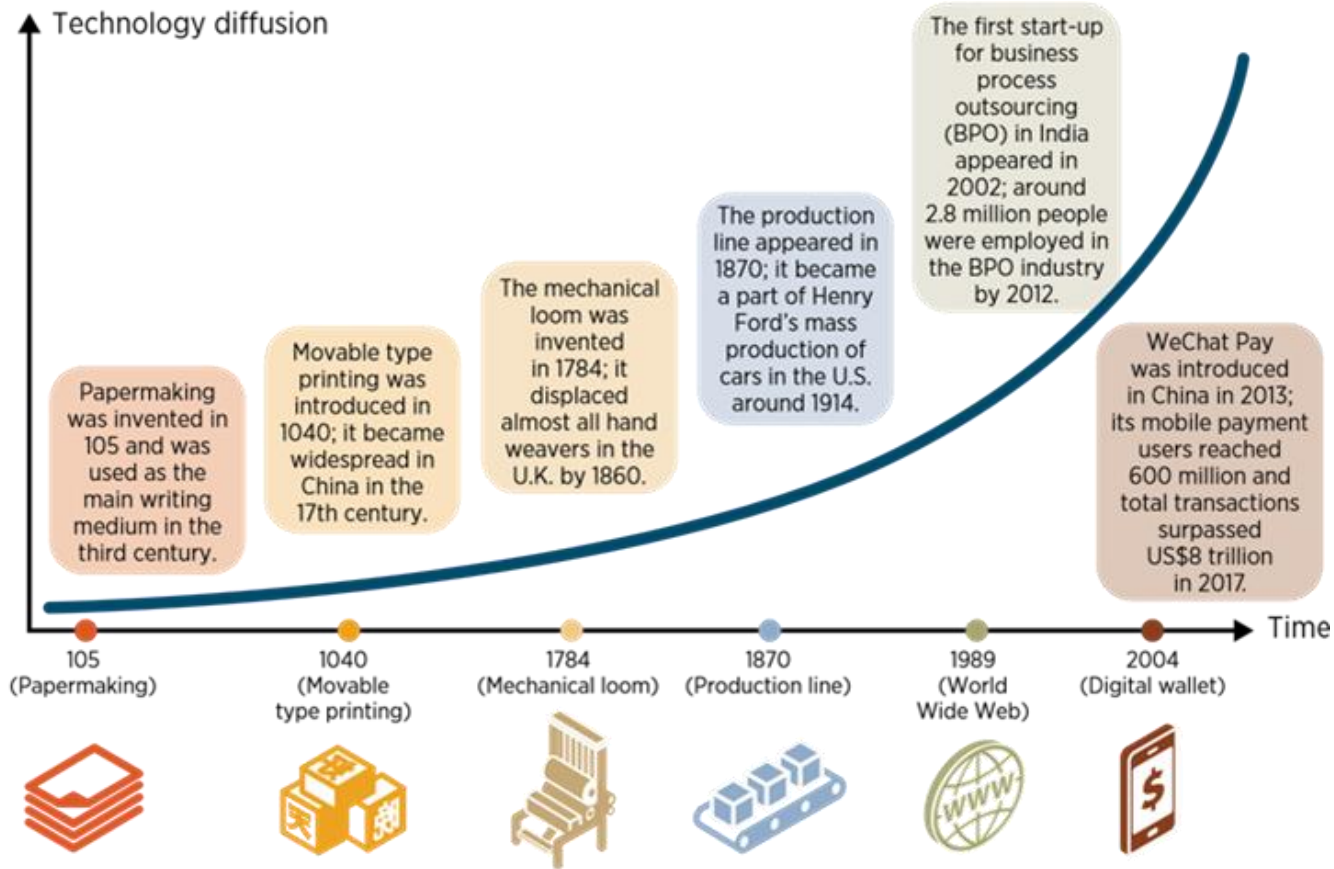 Technology diffusion
Papermaking
was invented in
105 and was
used as the
main writing
medium in the
third century.
Movable type
printing was
introduced in
1040; it became
widespread in
China in the
17th century.
The mechanical
loom was
invented
in 1784; it
displaced
almost all hand
weavers in the
U.K. by 1860.
The production
line appeared in
1870; it became
a part of Henry
Ford's mass
production of
cars in the U.S.
around 1914.
The first start-up
for business
process
outsourcing
(BPO) in India
appeared in
2002; around
2.8 million people
were employed in
the BPO industry
by 2012.
WeChat Pay
was introduced
in China in 2013;
its mobile payment
users reached
600 million and
total transactions
surpassed
US$8 trillion
in 2017.
Time
105
(Papermaking)
1040
(Movable
type printing)
1784
(Mechanical loom)
1870
(Production line)
1989
(World
Wide Web)
2004
(Digital wallet)
天
WWW
$